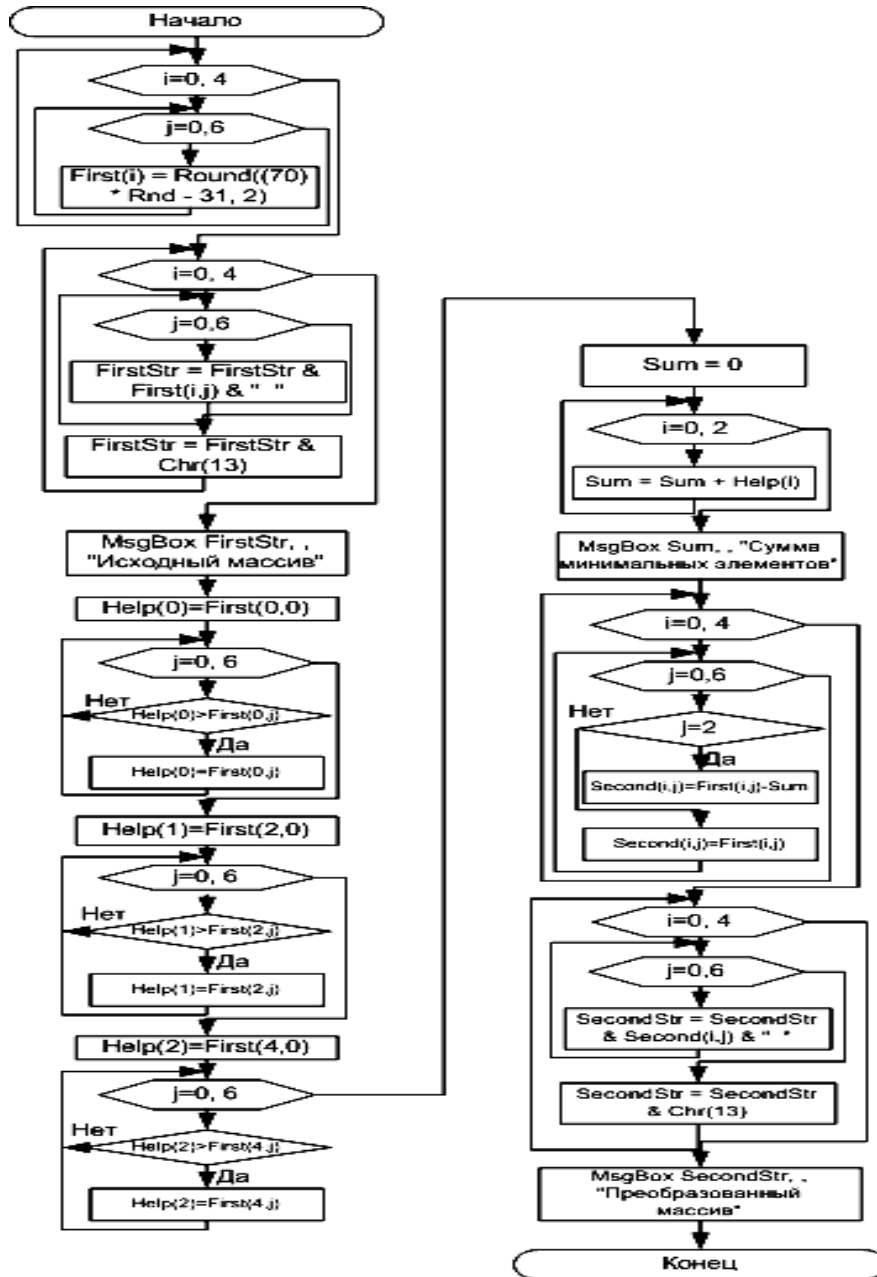 Начало
i=0, 4
j=0,6
First(i) = Round((70)
* Rnd - 31, 2)
i=0, 4
j=0,6
FirstStr = FirstStr &
First(i,j) & "  "
FirstStr = FirstStr &
Chr(13)
MsgBox FirstStr, ,
"Исходный массив"
Help(0)=First(0,0)
j=0, 6
Нет
Help(0)>First(0,j)
Да
Help(0)=First(0,j)
Help(1)=First(2,0)
j=0, 6
Нет
Help(1)>First(2,j)
Да
Help(1)=First(2,j)
Help(2)=First(4,0)
j=0, 6
Нет
Help(2)>First(4,j)
Да
Help(2)=First(4,j)
Sum = 0
i=0, 2
Sum = Sum + Help(i)
MsgBox Sum, , "Сумма
минимальных элементов"
i=0, 4
j=0,6
Нет
j=2
Да
Second(i,j)=First(i,j)-Sum
Second(i,j)=First(i,j)
i=0, 4
j=0,6
SecondStr = SecondStr
& Second(i,j) & "  "
SecondStr = SecondStr
& Chr(13)
MsgBox SecondStr, ,
"Преобразованный
массив"
Конец